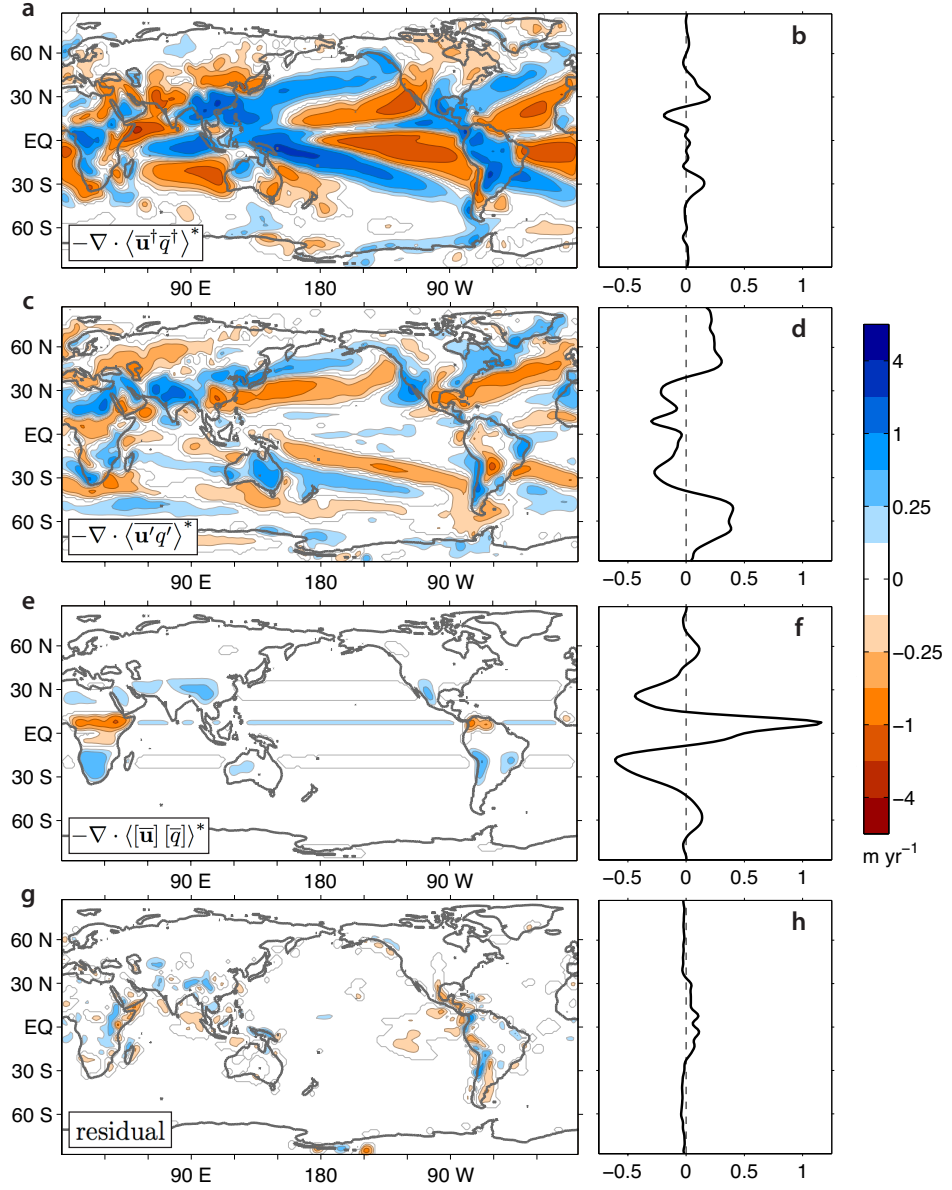 a
b
60 N
30 N
EQ
30 S
60 S
−∇ · ⟨u̅†q̅†⟩*
90 E 180 90 W
−0.5 0 0.5 1
c
d
60 N
30 N
EQ
30 S
60 S
−∇ · ⟨\overline{u′q′}⟩*
90 E 180 90 W
−0.5 0 0.5 1
4
1
0.25
0
−0.25
−1
−4
m yr−1
e
f
60 N
30 N
EQ
30 S
60 S
−∇ · ⟨[u̅] [q̅]⟩*
90 E 180 90 W
−0.5 0 0.5 1
g
h
60 N
30 N
EQ
30 S
60 S
residual
90 E 180 90 W
−0.5 0 0.5 1